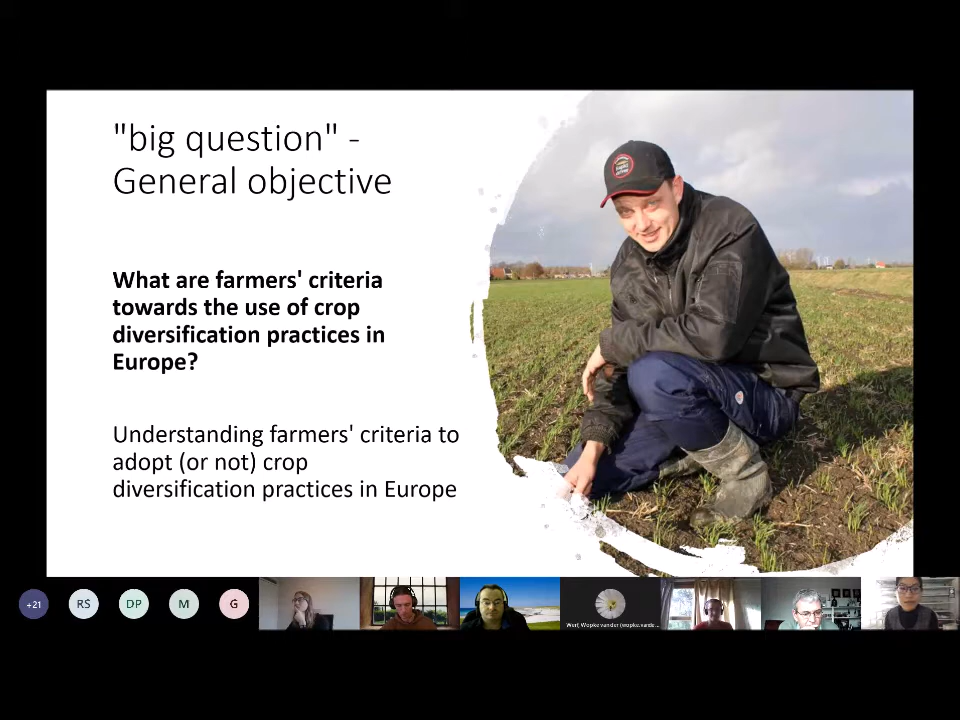 "big question" -
General objective
What are farmers' criteria
towards the use of crop
diversification practices in
Europe?
Understanding farmers' criteria to
adopt (or not) crop
diversification practices in Europe
+21
RS
DP
M
G